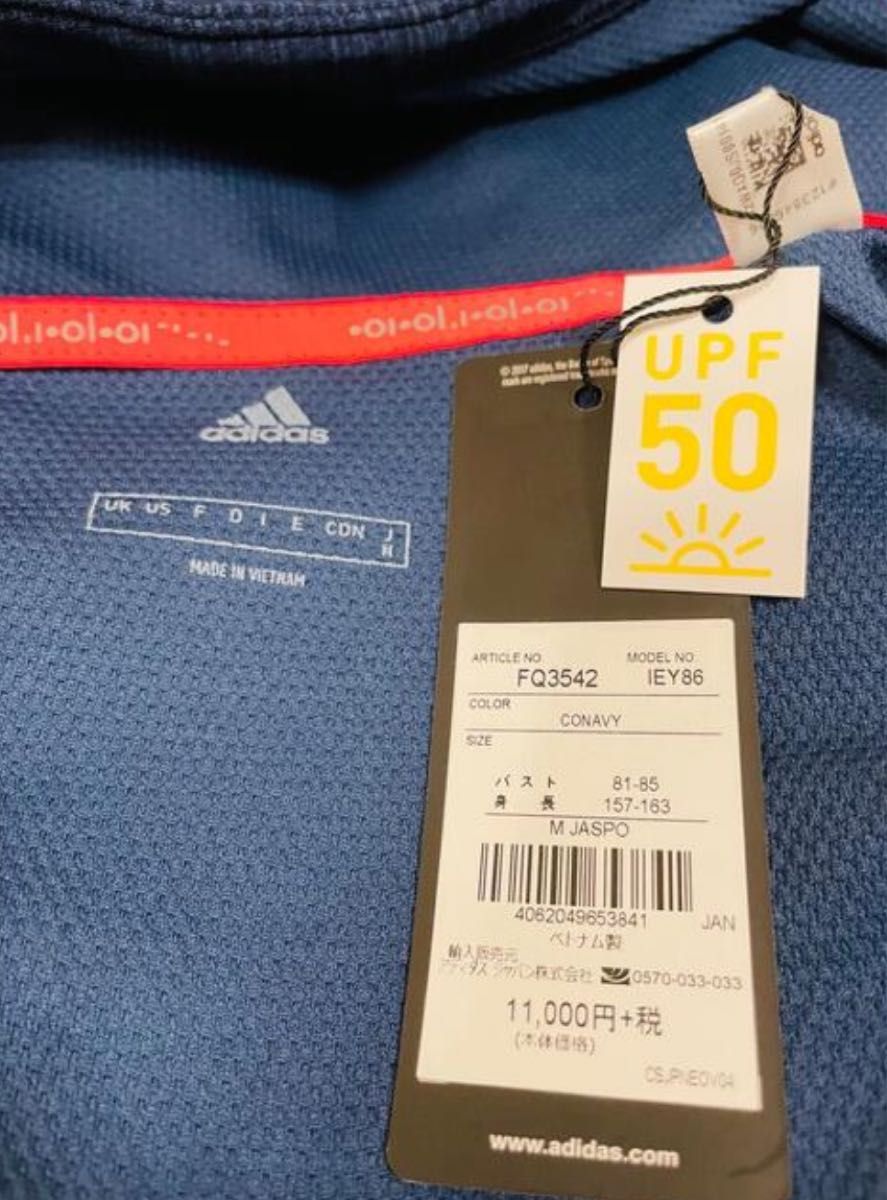 adidas
UK US F D I E CDN J
H
MADE IN VIETNAM
UPF
50
ARTICLE NO MODEL NO
FQ3542 IEY86
COLOR
CONAVY
SIZE
バスト 81-85
身長 157-163
M JASPO
4062049653841 JAN
ベトナム製
輸入販売元
アディダス ジャパン株式会社 0570-033-033
11,000円+税
(本体価格)
CSJPNEOV04
www.adidas.com